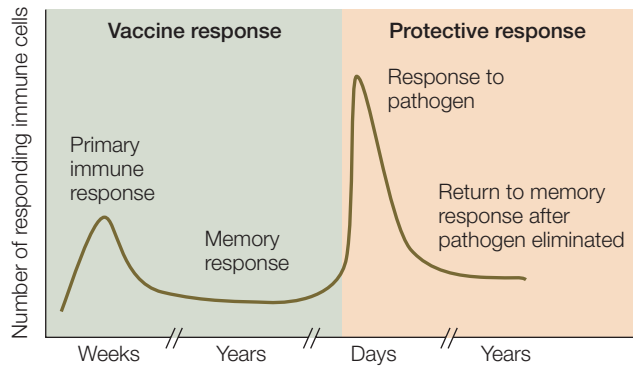 Number of responding immune cells
Vaccine response
Protective response
Primary
immune
response
Memory
response
Response to
pathogen
Return to memory
response after
pathogen eliminated
Weeks
Years
Days
Years